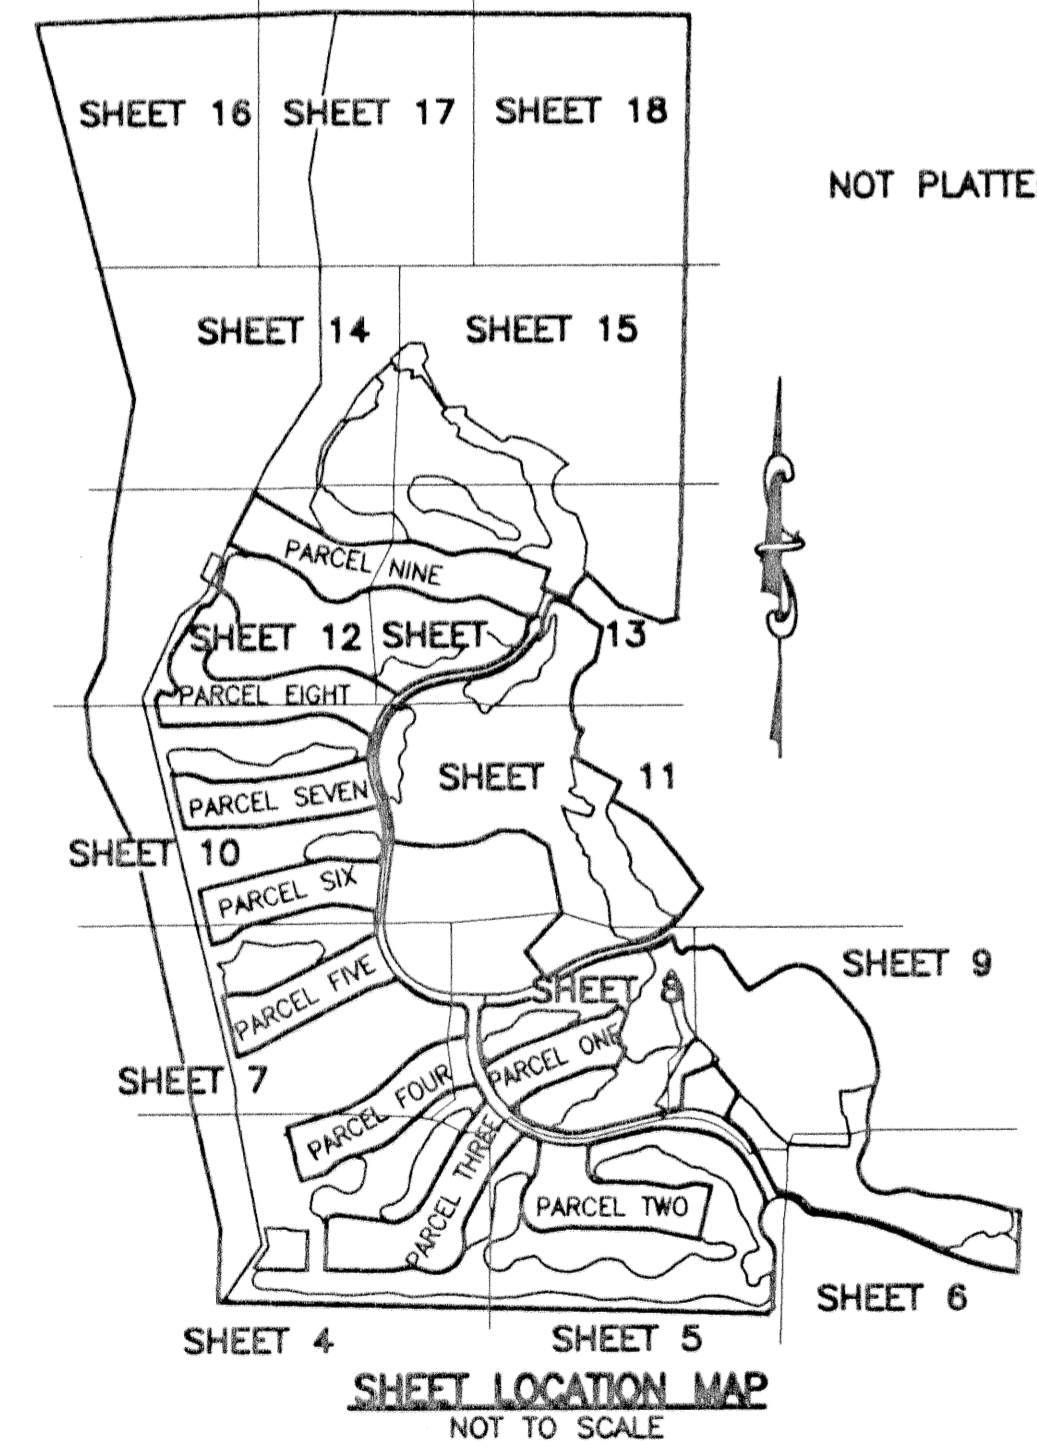 SHEET 16
SHEET 17
SHEET 18
NOT PLATTE
SHEET 14
SHEET 15
PARCEL NINE
SHEET 12
SHEET 13
PARCEL EIGHT
SHEET 11
PARCEL SEVEN
SHEET 10
PARCEL SIX
SHEET 9
PARCEL FIVE
SHEET 8
PARCEL ONE
SHEET 7
PARCEL FOUR
PARCEL THREE
PARCEL TWO
SHEET 6
SHEET 4
SHEET 5
SHEET LOCATION MAP
NOT TO SCALE